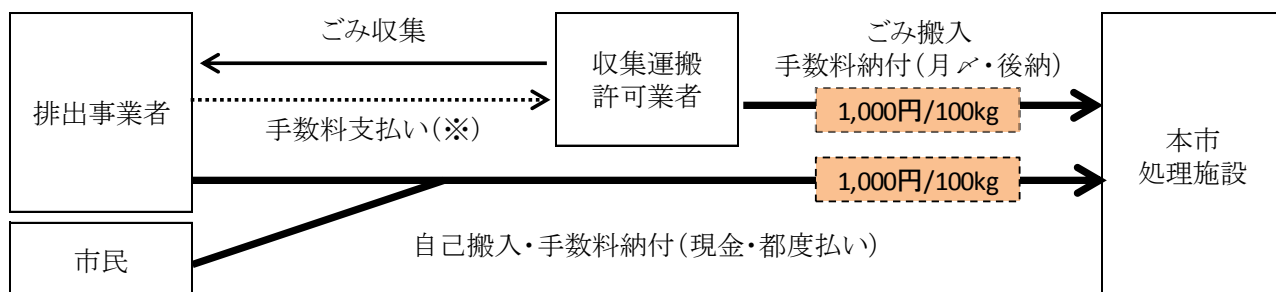 排出事業者
ごみ収集
手数料支払い(※)
収集運搬
許可業者
ごみ搬入
手数料納付(月〆・後納)
1,000円/100kg
1,000円/100kg
本市
処理施設
市民
自己搬入・手数料納付(現金・都度払い)